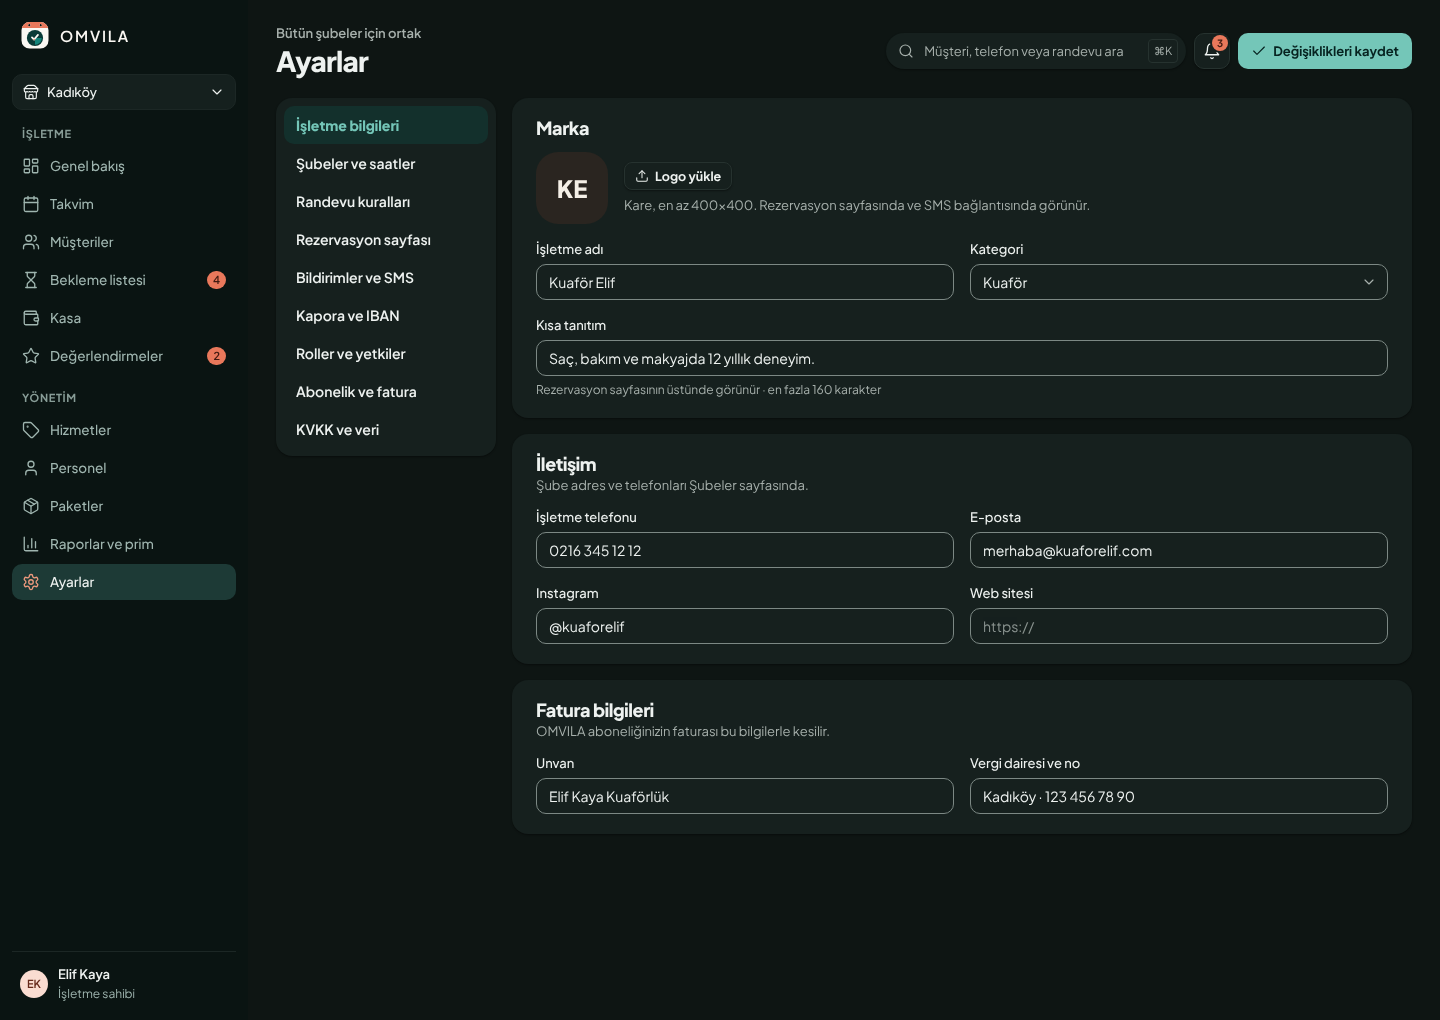 OMVILA
Kadıköy
İŞLETME
Genel bakış
Takvim
Müşteriler
Bekleme listesi 4
Kasa
Değerlendirmeler 2
YÖNETİM
Hizmetler
Personel
Paketler
Raporlar ve prim
Ayarlar
EK
Elif Kaya
İşletme sahibi
Bütün şubeler için ortak
Ayarlar
Müşteri, telefon veya randevu ara ⌘K
3
Değişiklikleri kaydet
İşletme bilgileri
Şubeler ve saatler
Randevu kuralları
Rezervasyon sayfası
Bildirimler ve SMS
Kapora ve IBAN
Roller ve yetkiler
Abonelik ve fatura
KVKK ve veri
Marka
KE
Logo yükle
Kare, en az 400×400. Rezervasyon sayfasında ve SMS bağlantısında görünür.
İşletme adı
Kuaför Elif
Kategori
Kuaför
Kısa tanıtım
Saç, bakım ve makyajda 12 yıllık deneyim.
Rezervasyon sayfasının üstünde görünür · en fazla 160 karakter
İletişim
Şube adres ve telefonları Şubeler sayfasında.
İşletme telefonu
0216 345 12 12
E-posta
merhaba@kuaforelif.com
Instagram
@kuaforelif
Web sitesi
https://
Fatura bilgileri
OMVILA aboneliğinizin faturası bu bilgilerle kesilir.
Unvan
Elif Kaya Kuaförlük
Vergi dairesi ve no
Kadıköy · 123 456 78 90